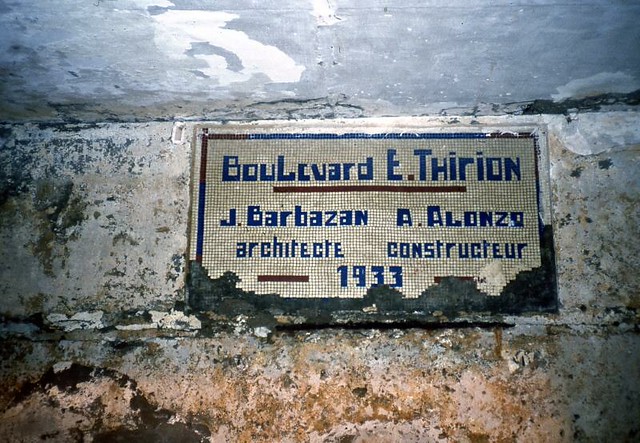 Boulevard E. Thirion
J. Barbazan A. Alonzo
architecte constructeur
1933